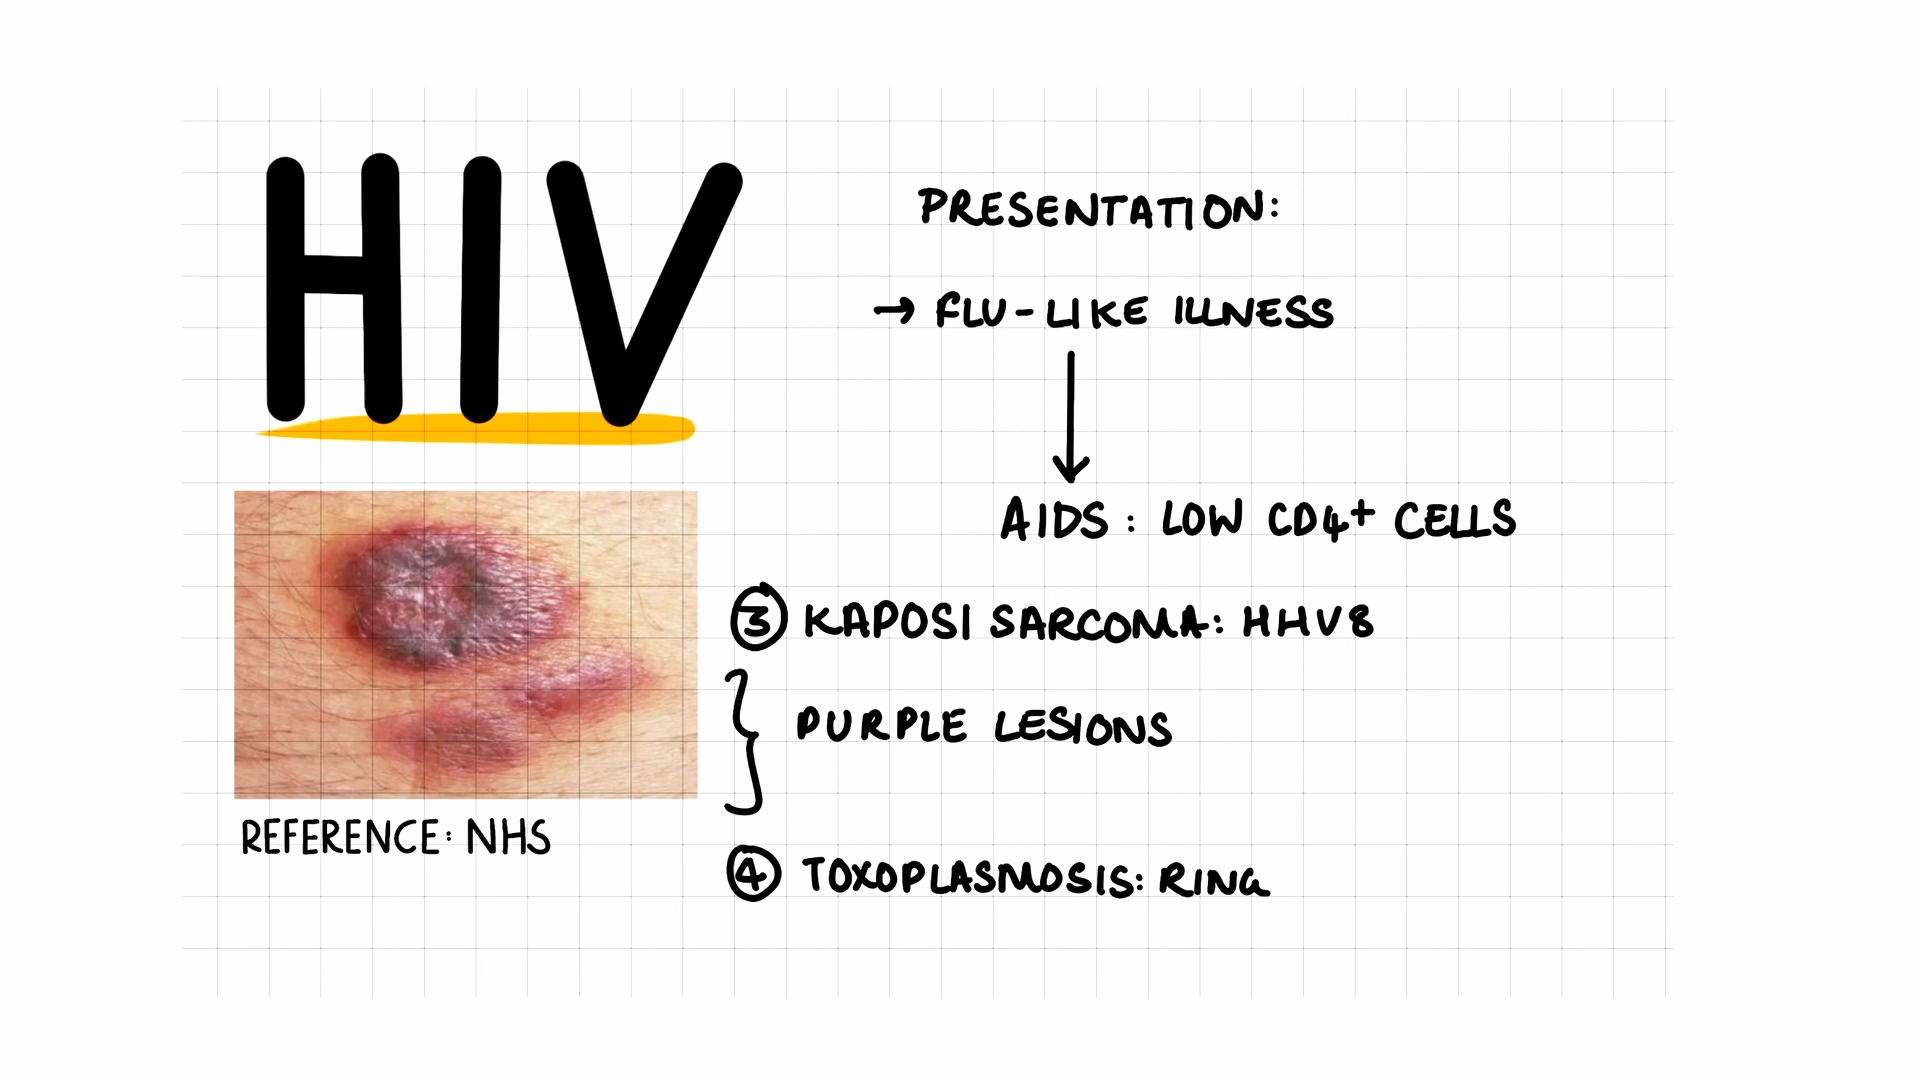 HIV
PRESENTATION:
→ FLU-LIKE ILLNESS
AIDS: LOW CD4+ CELLS
③ KAPOSI SARCOMA: HHV8
PURPLE LESIONS
REFERENCE: NHS
④ TOXOPLASMOSIS: RING